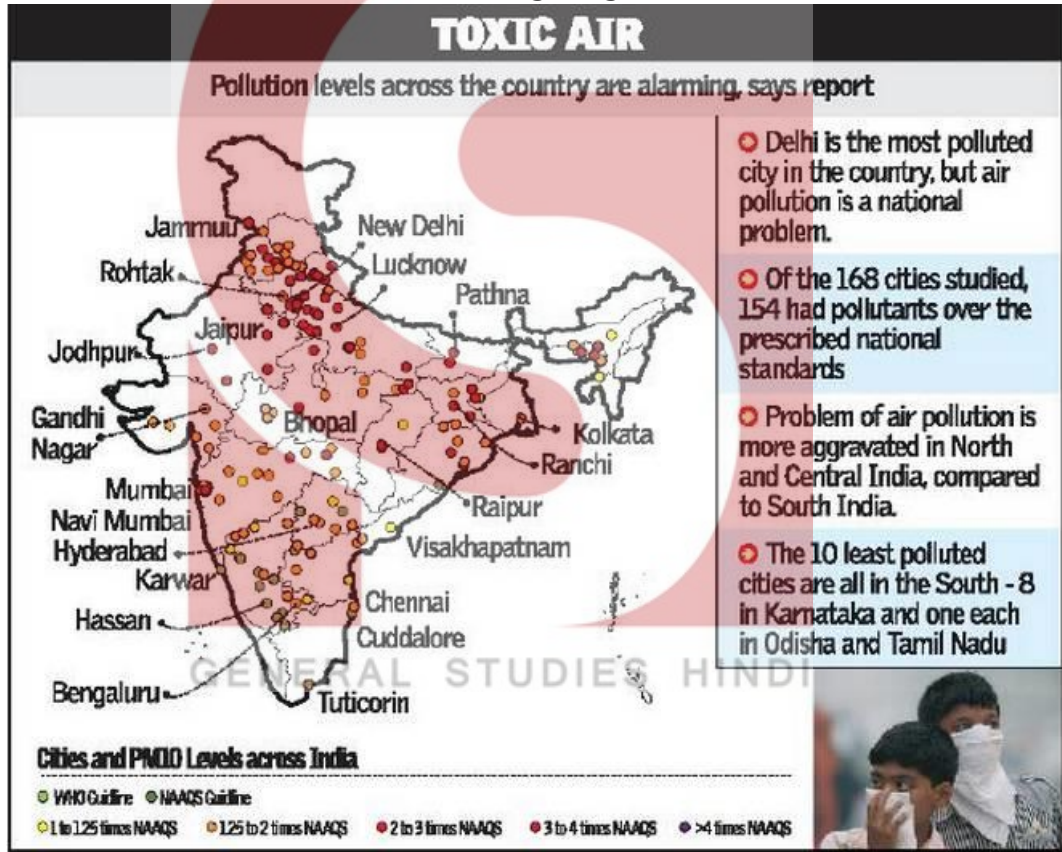 TOXIC AIR
Pollution levels across the country are alarming, says report
Jammuu
New Delhi
Rohtak
Lucknow
Pathna
Jaipur
Jodhpur
Gandhi
Nagar
Bhopal
Kolkata
Ranchi
Mumbai
Raipur
Navi Mumbai
Hyderabad
Visakhapatnam
Karwar
Chennai
Hassan
Cuddalore
Bengaluru
Tuticorin
Delhi is the most polluted
city in the country, but air
pollution is a national
problem.
Of the 168 cities studied,
154 had pollutants over the
prescribed national
standards
Problem of air pollution is
more aggravated in North
and Central India, compared
to South India.
The 10 least polluted
cities are all in the South - 8
in Karnataka and one each
in Odisha and Tamil Nadu
GENERAL STUDIES HINDI
Cities and PM10 Levels across India
WHO Guidline NAAQS Guidline
1 to 1.25 times NAAQS 1.25 to 2 times NAAQS 2 to 3 times NAAQS 3 to 4 times NAAQS >4 times NAAQS